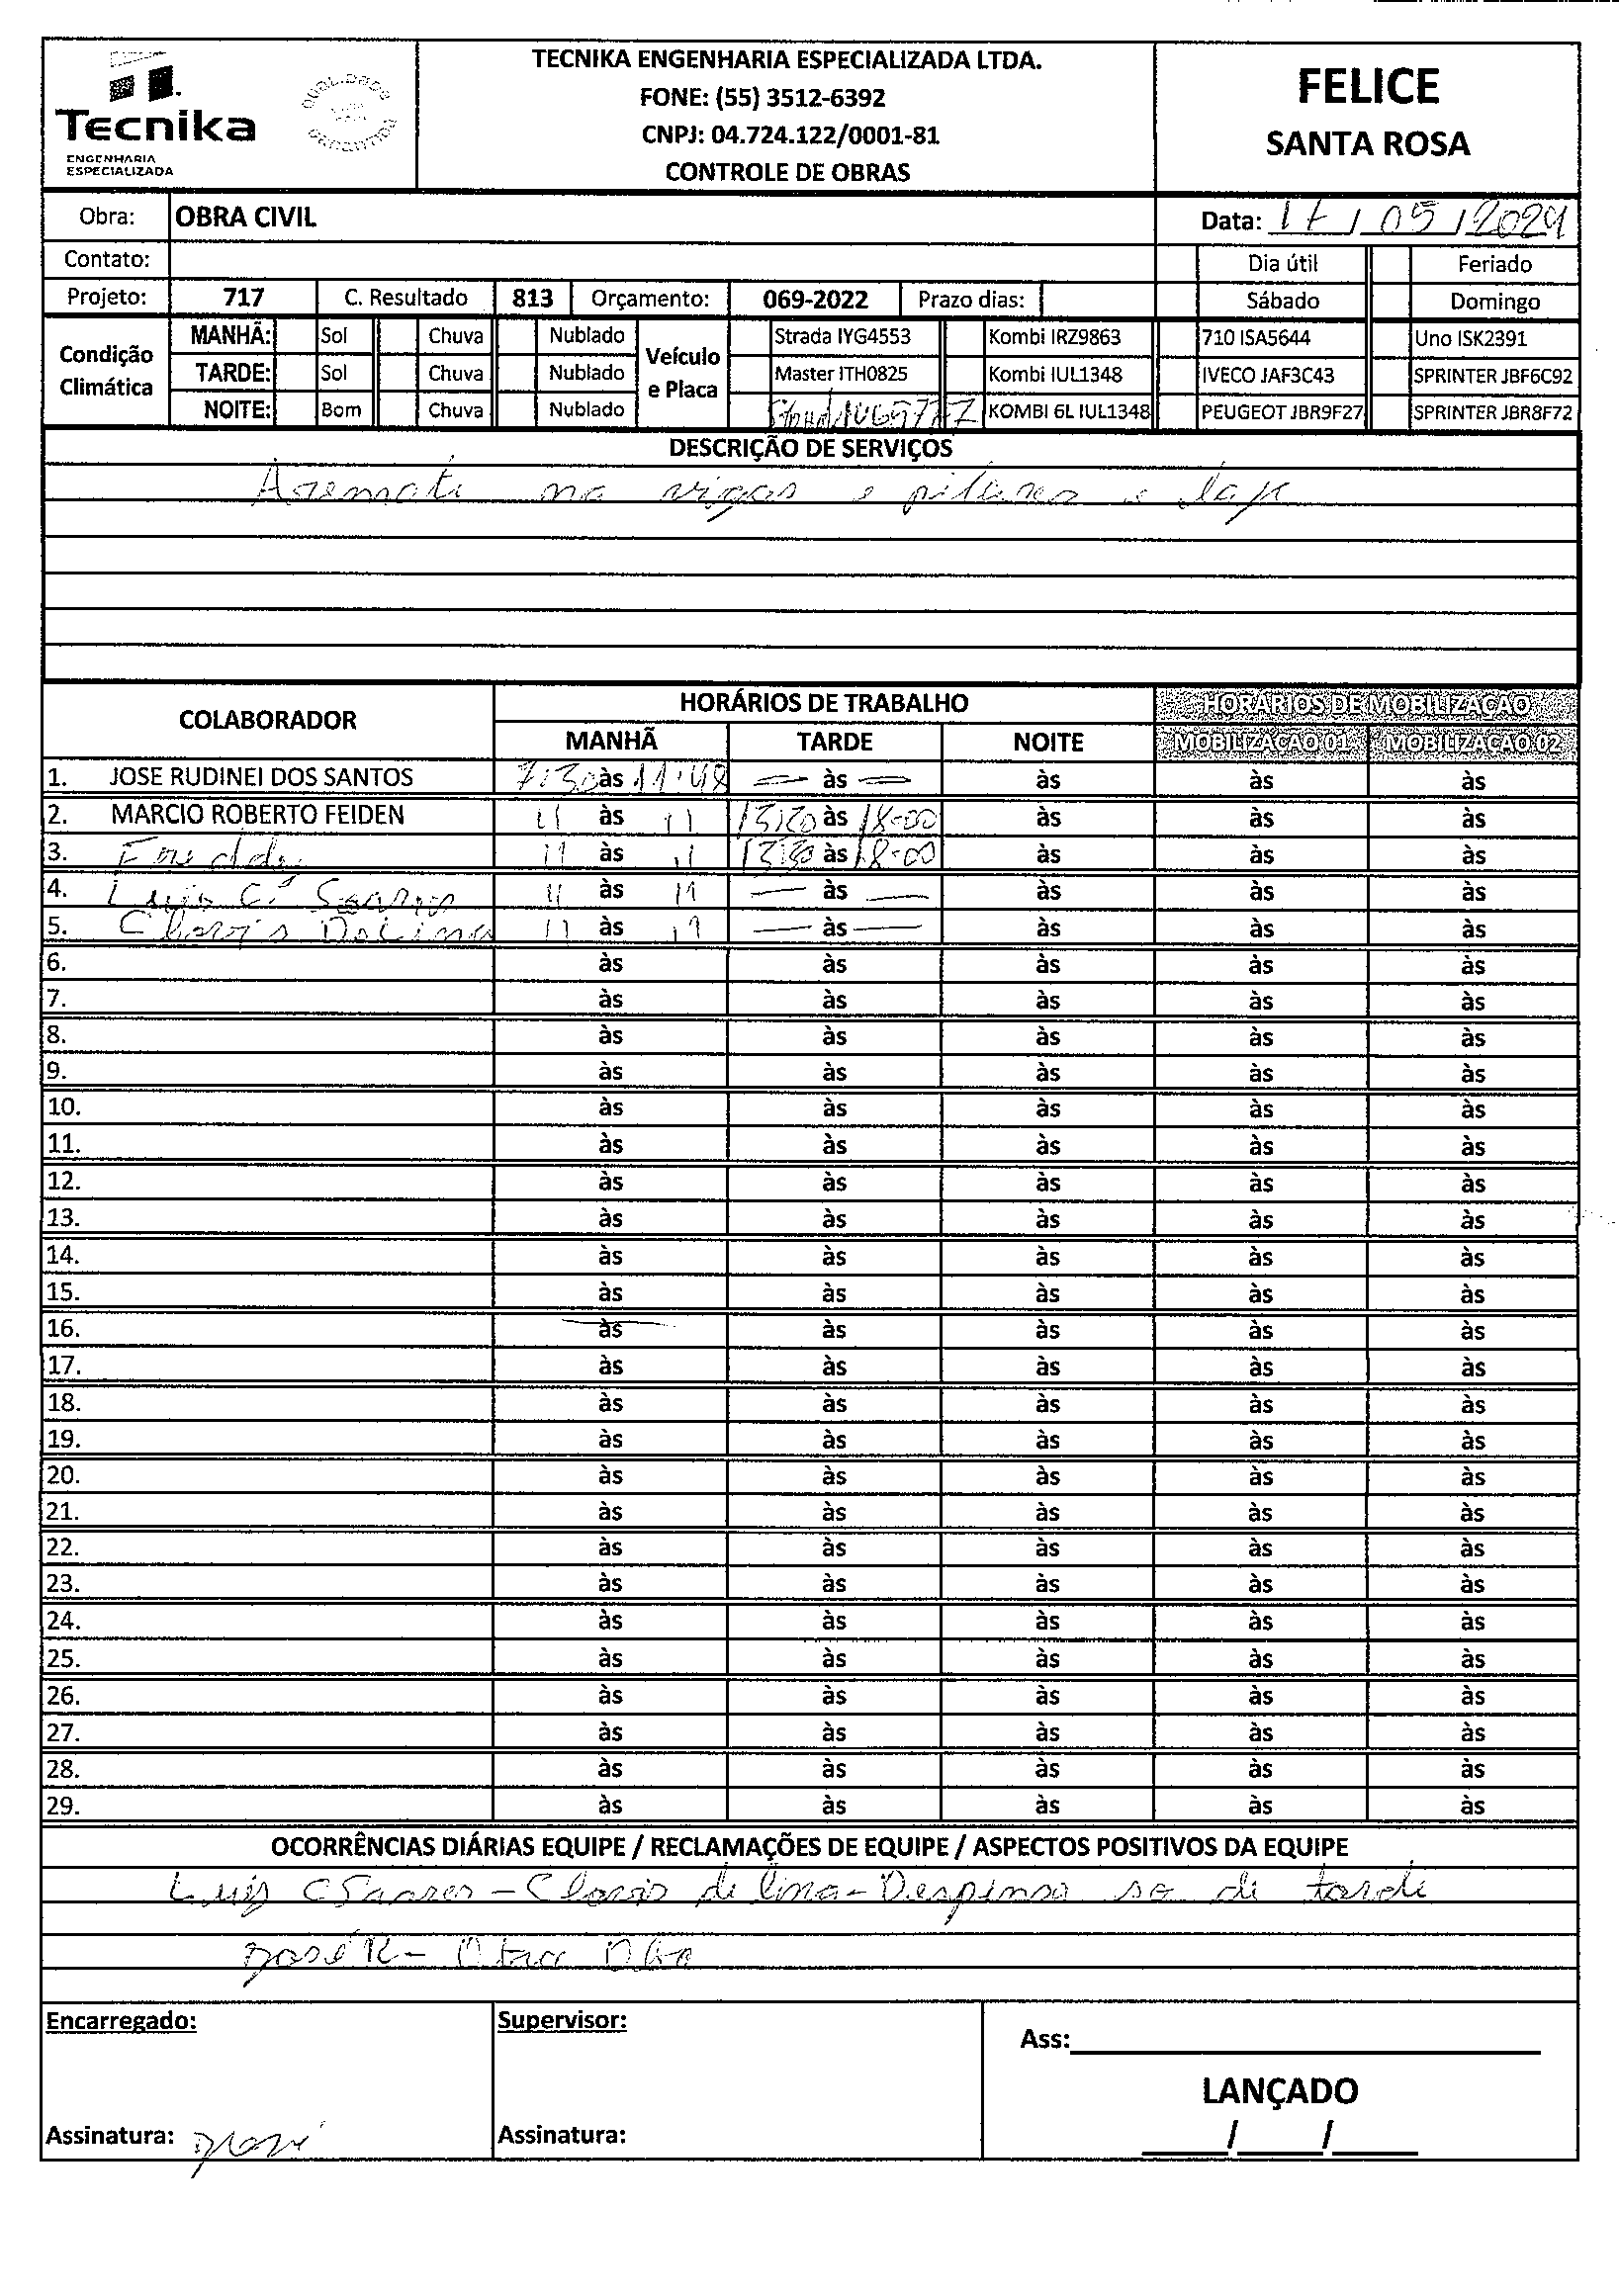 Tecnika
ENGENHARIA
ESPECIALIZADA
QUALIDADE
GARANTIDA
TECNIKA ENGENHARIA ESPECIALIZADA LTDA.
FONE: (55) 3512-6392
CNPJ: 04.724.122/0001-81
CONTROLE DE OBRAS
FELICE
SANTA ROSA
Obra: OBRA CIVIL Data: 17/05/2024
Contato: Dia útil Feriado
Projeto: 717 C. Resultado 813 Orçamento: 069-2022 Prazo dias: Sábado Domingo
Condição Climática Veículo e Placa
MANHÃ: Sol Chuva Nublado Strada IYG4553 Kombi IRZ9863 710 ISA5644 Uno ISK2391
TARDE: Sol Chuva Nublado Master ITH0825 Kombi IUL1348 IVECO JAF3C43 SPRINTER JBF6C92
NOITE: Bom Chuva Nublado KOMBI 6L IUL1348 PEUGEOT JBR9F27 SPRINTER JBR8F72
DESCRIÇÃO DE SERVIÇOS
na vigas e pilares e laje
COLABORADOR HORÁRIOS DE TRABALHO HORÁRIOS DE MOBILIZAÇÃO
MANHÃ TARDE NOITE MOBILIZACAO 01 MOBILIZACAO 02
1. JOSE RUDINEI DOS SANTOS 7:30 às 11:48 — às — às às às
2. MARCIO ROBERTO FEIDEN 11 às 11 13:30 às 18:00 às às às
3. 11 às 11 13:30 às 18:00 às às às
4. Luis C. Soares 11 às 11 — às — às às às
5. Clovis De Lima 11 às 11 — às — às às às
6. às às às às às
7. às às às às às
8. às às às às às
9. às às às às às
10. às às às às às
11. às às às às às
12. às às às às às
13. às às às às às
14. às às às às às
15. às às às às às
16. às às às às às
17. às às às às às
18. às às às às às
19. às às às às às
20. às às às às às
21. às às às às às
22. às às às às às
23. às às às às às
24. às às às às às
25. às às às às às
26. às às às às às
27. às às às às às
28. às às às às às
29. às às às às às
OCORRÊNCIAS DIÁRIAS EQUIPE / RECLAMAÇÕES DE EQUIPE / ASPECTOS POSITIVOS DA EQUIPE
Luis C Soares - Clovis de lima - de tarde
José R -
Encarregado: Supervisor: Ass:
LANÇADO
Assinatura: José Assinatura: / /